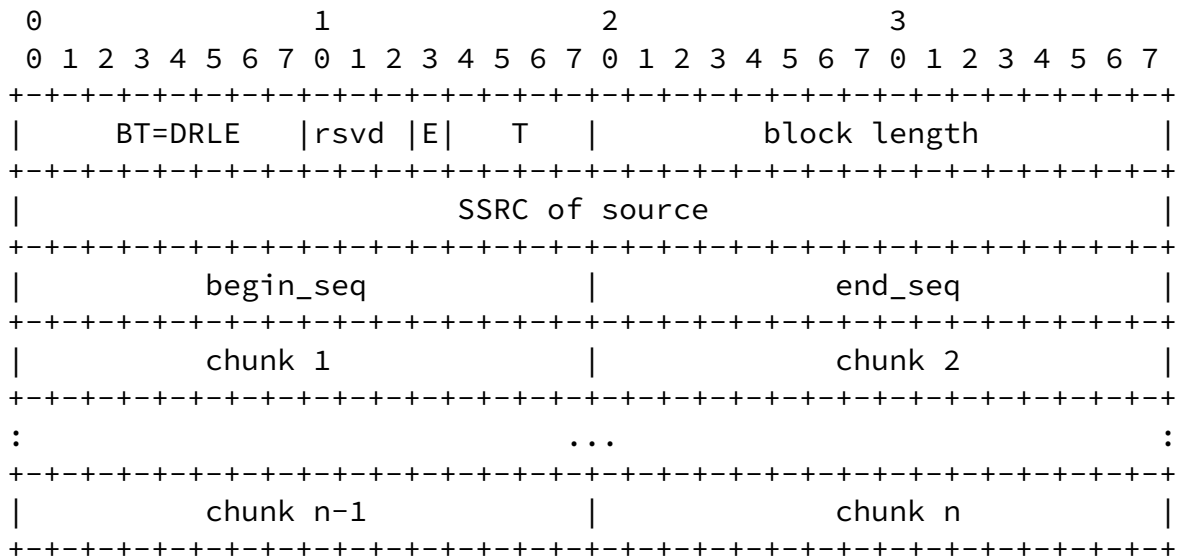 0                   1                   2                   3
 0 1 2 3 4 5 6 7 0 1 2 3 4 5 6 7 0 1 2 3 4 5 6 7 0 1 2 3 4 5 6 7
+-+-+-+-+-+-+-+-+-+-+-+-+-+-+-+-+-+-+-+-+-+-+-+-+-+-+-+-+-+-+-+-+
|     BT=DRLE     |rsvd |E|   T   |         block length          |
+-+-+-+-+-+-+-+-+-+-+-+-+-+-+-+-+-+-+-+-+-+-+-+-+-+-+-+-+-+-+-+-+
|                        SSRC of source                         |
+-+-+-+-+-+-+-+-+-+-+-+-+-+-+-+-+-+-+-+-+-+-+-+-+-+-+-+-+-+-+-+-+
|          begin_seq            |             end_seq           |
+-+-+-+-+-+-+-+-+-+-+-+-+-+-+-+-+-+-+-+-+-+-+-+-+-+-+-+-+-+-+-+-+
|          chunk 1              |             chunk 2           |
+-+-+-+-+-+-+-+-+-+-+-+-+-+-+-+-+-+-+-+-+-+-+-+-+-+-+-+-+-+-+-+-+
:                              ...                              :
+-+-+-+-+-+-+-+-+-+-+-+-+-+-+-+-+-+-+-+-+-+-+-+-+-+-+-+-+-+-+-+-+
|          chunk n-1            |             chunk n           |
+-+-+-+-+-+-+-+-+-+-+-+-+-+-+-+-+-+-+-+-+-+-+-+-+-+-+-+-+-+-+-+-+